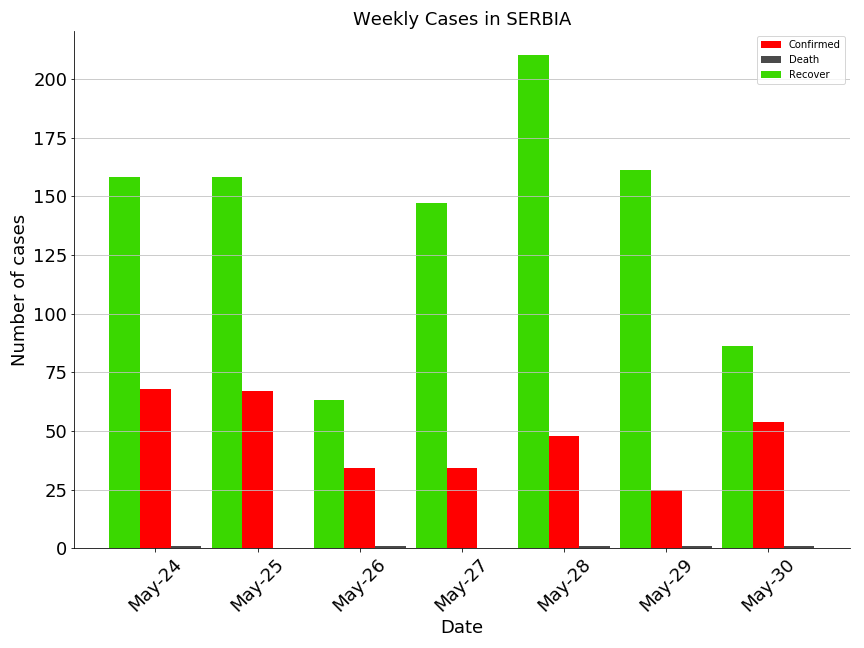 Weekly Cases in SERBIA
Confirmed
Death
Recover
Number of cases
200
175
150
125
100
75
50
25
0
May-24
May-25
May-26
May-27
May-28
May-29
May-30
Date